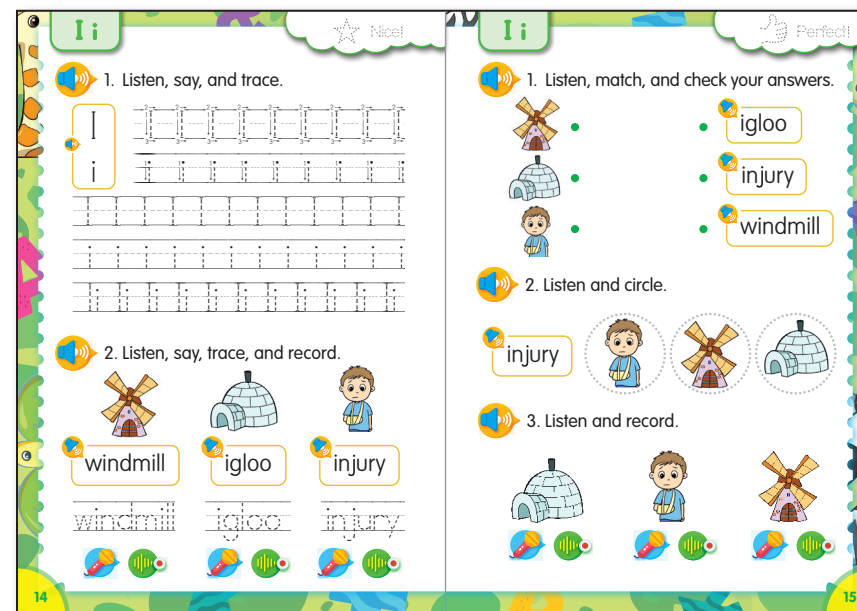 I i
Nice!
1. Listen, say, and trace.
I
i
2. Listen, say, trace, and record.
windmill
igloo
injury
windmill
igloo
injury
14
I i
Perfect!
1. Listen, match, and check your answers.
igloo
injury
windmill
2. Listen and circle.
injury
3. Listen and record.
15